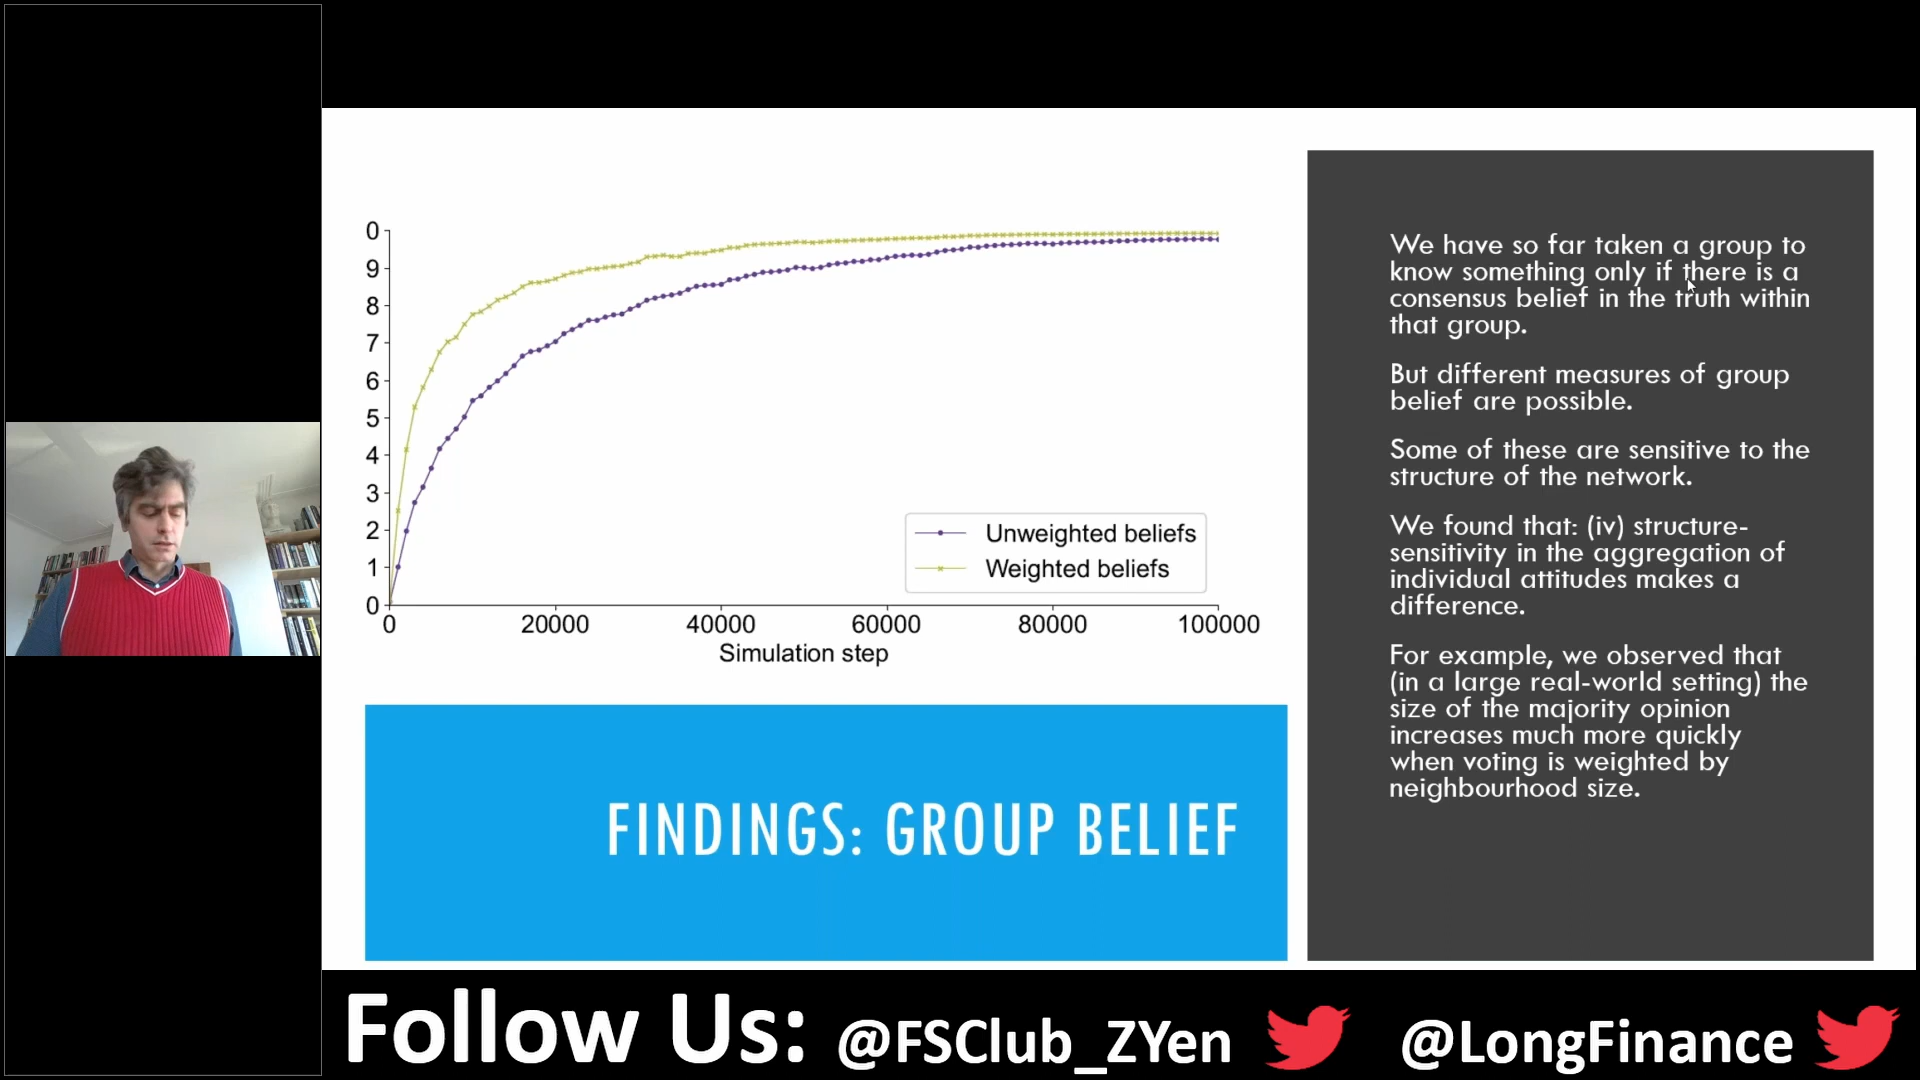 0
9
8
7
6
5
4
3
2
1
0
0 20000 40000 60000 80000 100000
Simulation step
Unweighted beliefs
Weighted beliefs
FINDINGS: GROUP BELIEF
We have so far taken a group to
know something only if there is a
consensus belief in the truth within
that group.
But different measures of group
belief are possible.
Some of these are sensitive to the
structure of the network.
We found that: (iv) structure-
sensitivity in the aggregation of
individual attitudes makes a
difference.
For example, we observed that
(in a large real-world setting) the
size of the majority opinion
increases much more quickly
when voting is weighted by
neighbourhood size.
Follow Us: @FSClub_ZYen @LongFinance